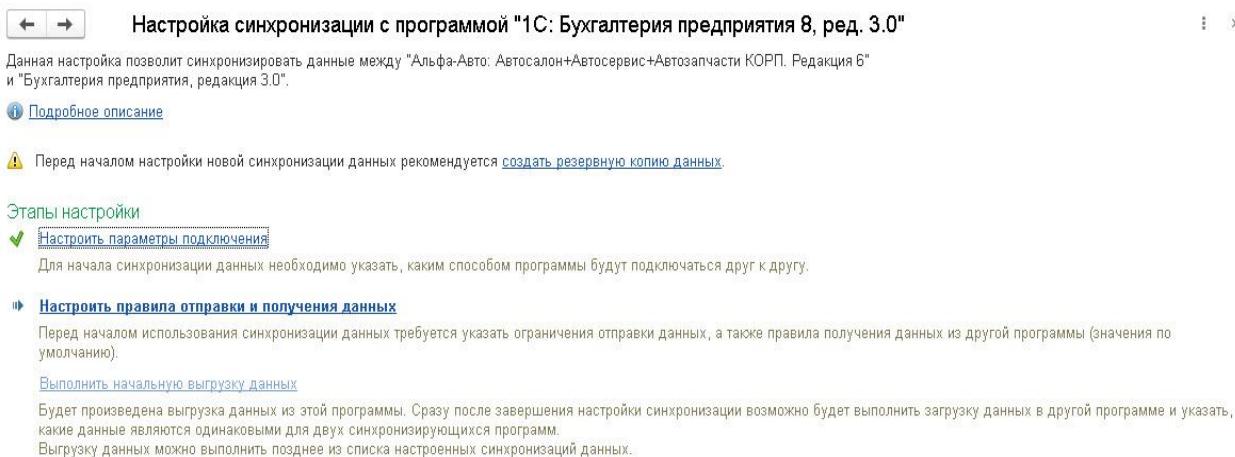 Настройка синхронизации с программой "1С: Бухгалтерия предприятия 8, ред. 3.0"
Данная настройка позволит синхронизировать данные между "Альфа-Авто: Автосалон+Автосервис+Автозапчасти КОРП. Редакция 6"
и "Бухгалтерия предприятия, редакция 3.0".
Подробное описание
Перед началом настройки новой синхронизации данных рекомендуется создать резервную копию данных.
Этапы настройки
Настроить параметры подключения
Для начала синхронизации данных необходимо указать, каким способом программы будут подключаться друг к другу.
Настроить правила отправки и получения данных
Перед началом использования синхронизации данных требуется указать ограничения отправки данных, а также правила получения данных из другой программы (значения по
умолчанию).
Выполнить начальную выгрузку данных
Будет произведена выгрузка данных из этой программы. Сразу после завершения настройки синхронизации возможно будет выполнить загрузку данных в другой программе и указать,
какие данные являются одинаковыми для двух синхронизирующихся программ.
Выгрузку данных можно выполнить позднее из списка настроенных синхронизаций данных.